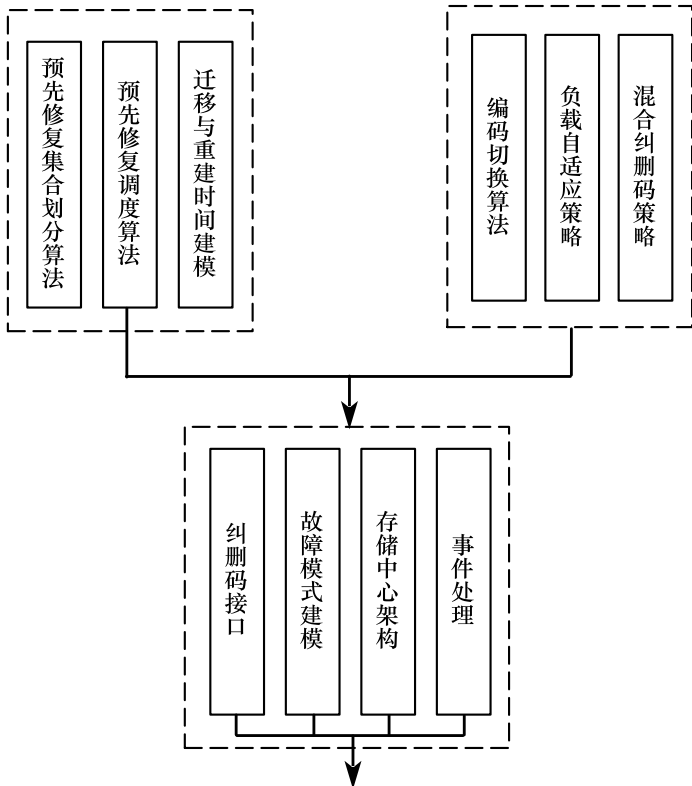 预先修复集合划分算法
预先修复调度算法
迁移与重建时间建模
编码切换算法
负载自适应策略
混合纠删码策略
纠删码接口
故障模式建模
存储中心架构
事件处理